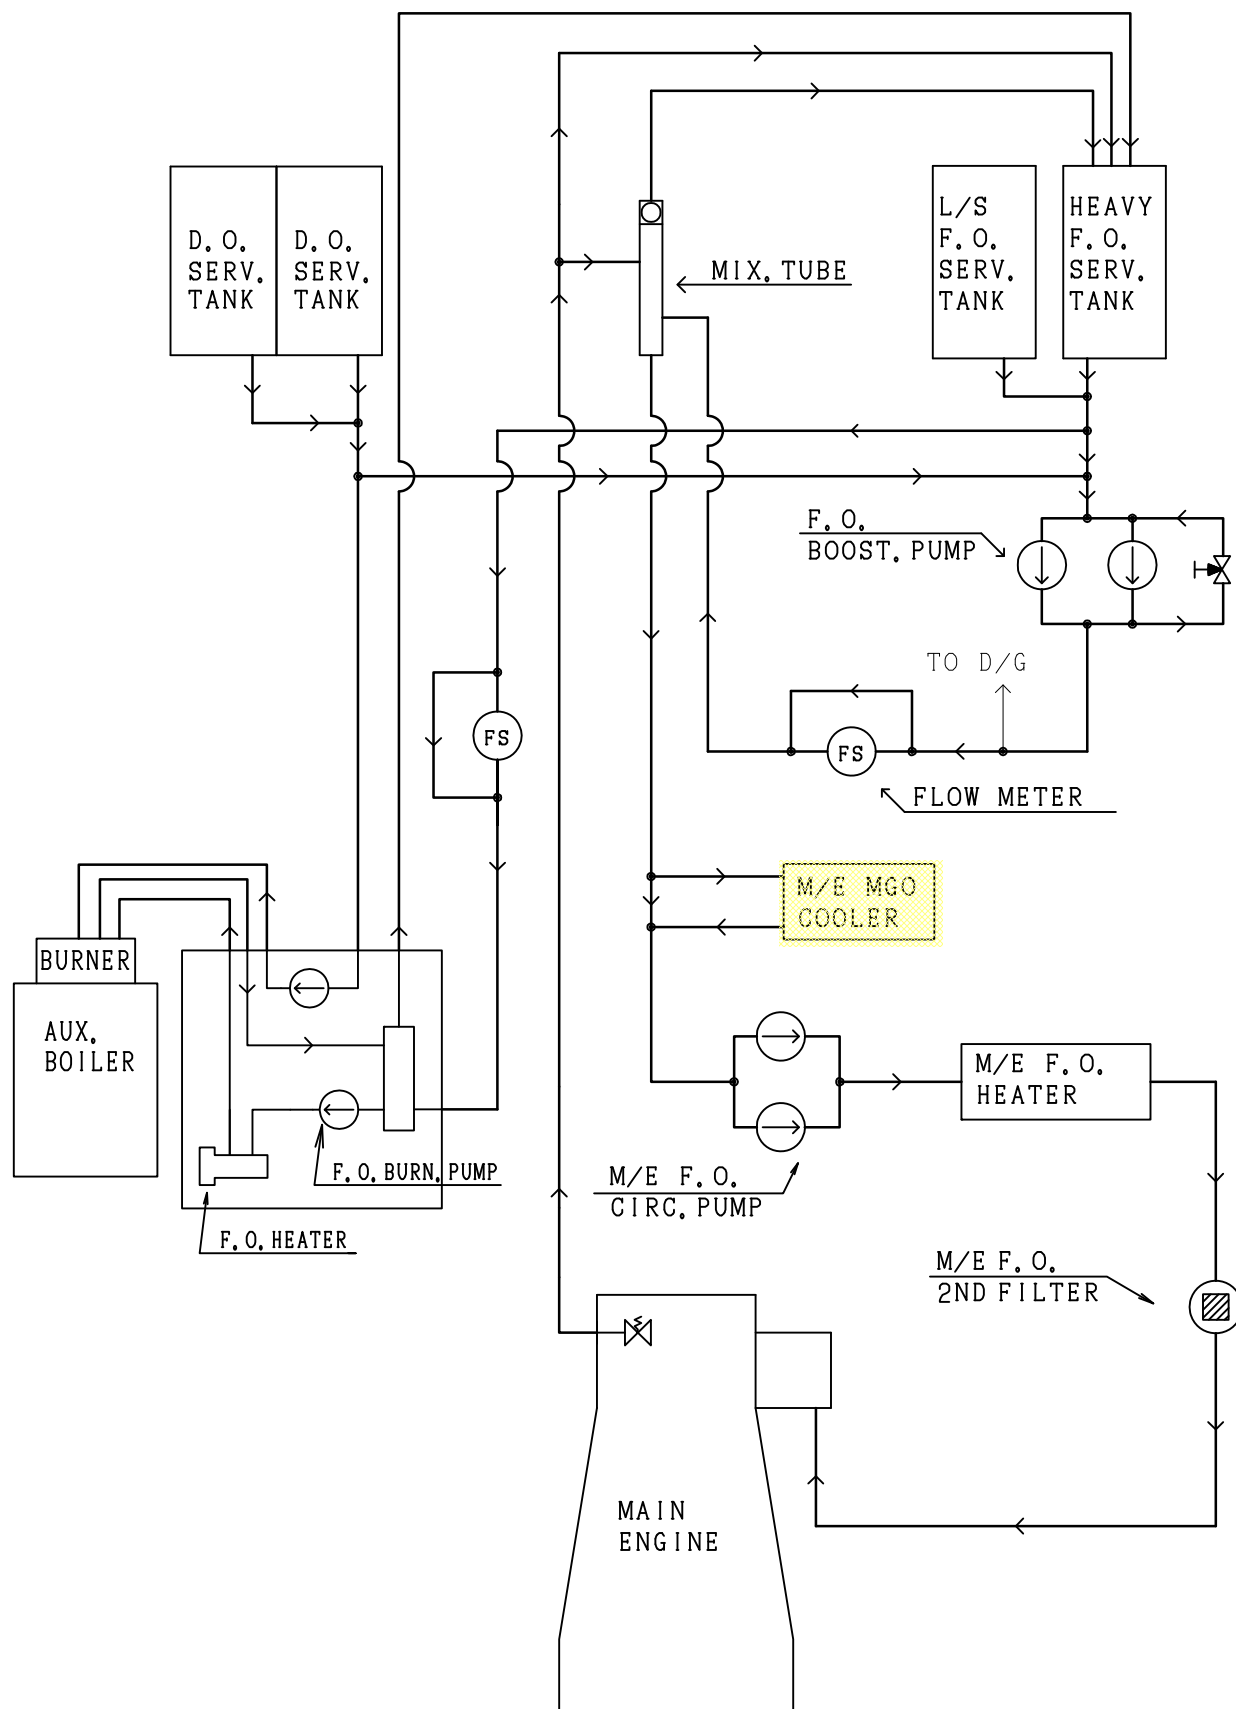 D.O.
SERV.
TANK
D.O.
SERV.
TANK
MIX. TUBE
L/S
F.O.
SERV.
TANK
HEAVY
F.O.
SERV.
TANK
F.O.
BOOST. PUMP
TO D/G
FS
FS
FLOW METER
M/E MGO
COOLER
BURNER
AUX.
BOILER
F.O. BURN. PUMP
F.O. HEATER
M/E F.O.
HEATER
M/E F.O.
CIRC. PUMP
M/E F.O.
2ND FILTER
MAIN
ENGINE